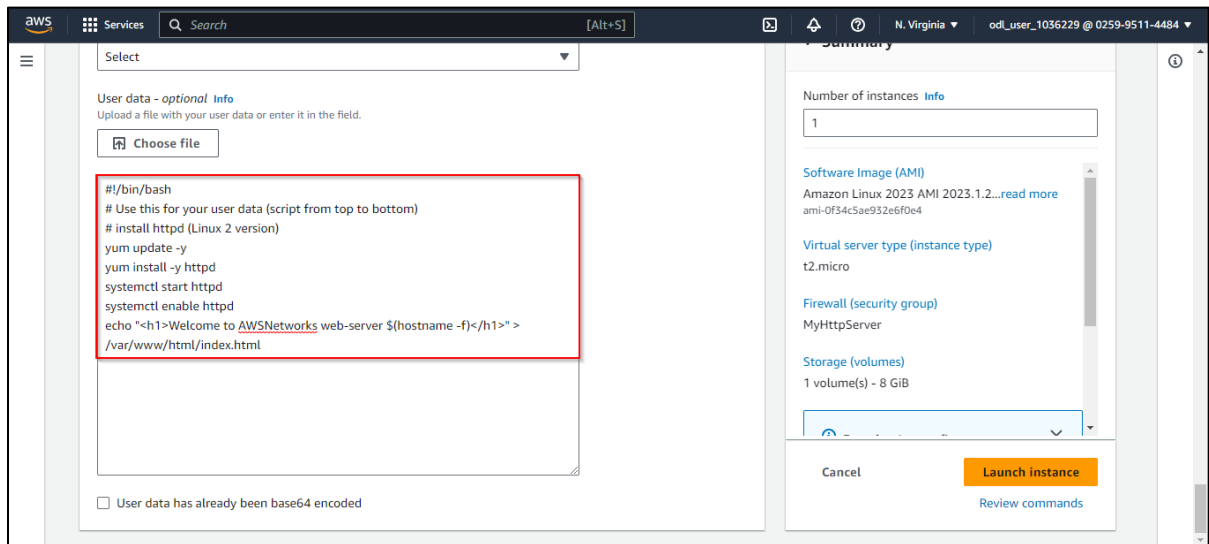 aws
Services
Search
[Alt+S]
N. Virginia ▼
odl_user_1036229 @ 0259-9511-4484 ▼
Select
User data - optional Info
Upload a file with your user data or enter it in the field.
Choose file
#!/bin/bash
# Use this for your user data (script from top to bottom)
# install httpd (Linux 2 version)
yum update -y
yum install -y httpd
systemctl start httpd
systemctl enable httpd
echo "<h1>Welcome to AWSNetworks web-server $(hostname -f)</h1>" >
/var/www/html/index.html
User data has already been base64 encoded
Summary
Number of instances Info
1
Software Image (AMI)
Amazon Linux 2023 AMI 2023.1.2...read more
ami-0f34c5ae932e6f0e4
Virtual server type (instance type)
t2.micro
Firewall (security group)
MyHttpServer
Storage (volumes)
1 volume(s) - 8 GiB
Cancel
Launch instance
Review commands